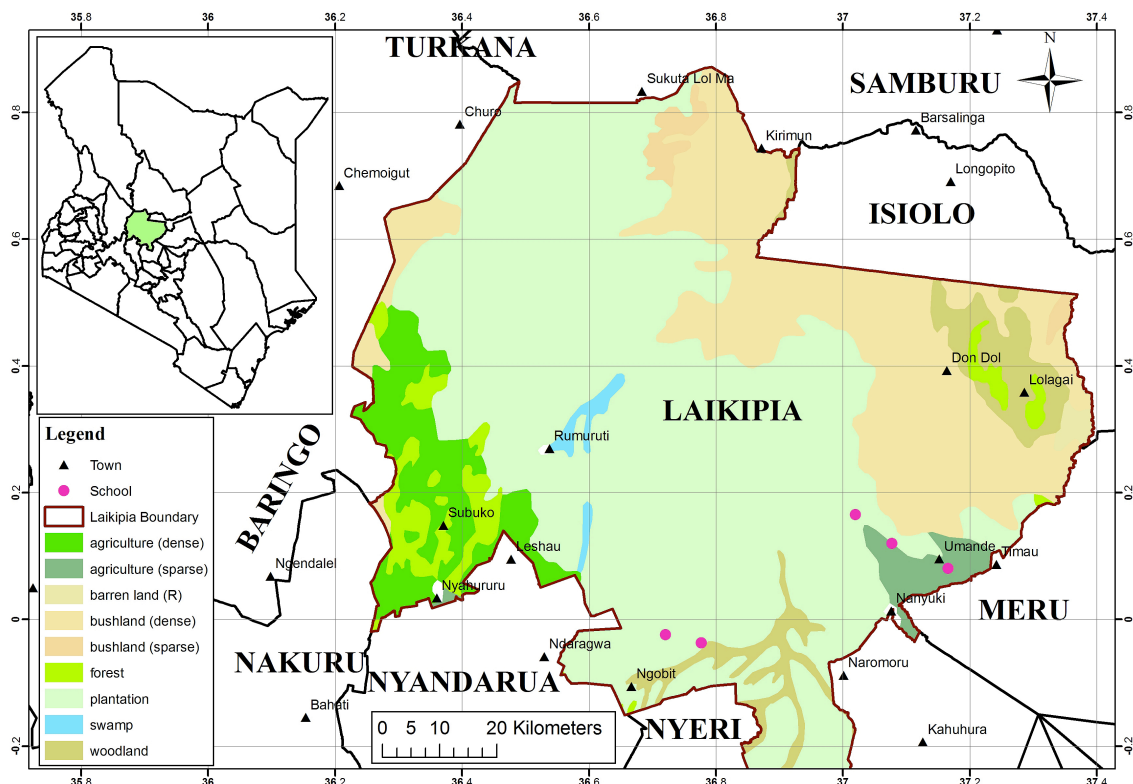 35.8 36 36.2 36.4 36.6 36.8 37 37.2 37.4
TURKANA
N
SAMBURU
Sukuta Lol Ma
0.8 0.8
Churo
Barsalinga
Kirimun
Chemoigut
Longopito
ISIOLO
0.6 0.6
0.4 0.4
Don Dol
Lolagai
LAIKIPIA
Rumuruti
BARINGO
0.2 0.2
Subuko
Leshau
Umande
Timau
Ngendalel
Nyahururu
Nanyuki
MERU
0 0
NAKURU
Ndaragwa
NYANDARUA
Ngobit
Naromoru
Bahati
NYERI
Kahuhura
-0.2 -0.2
Legend
Town
School
Laikipia Boundary
agriculture (dense)
agriculture (sparse)
barren land (R)
bushland (dense)
bushland (sparse)
forest
plantation
swamp
woodland
0 5 10 20 Kilometers
35.8 36 36.2 36.4 36.6 36.8 37 37.2 37.4